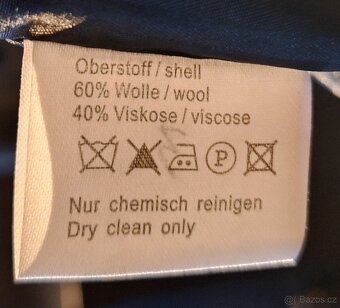 Oberstoff / shell
60% Wolle / wool
40% Viskose / viscose
P
Nur chemisch reinigen
Dry clean only
Bazos.cz